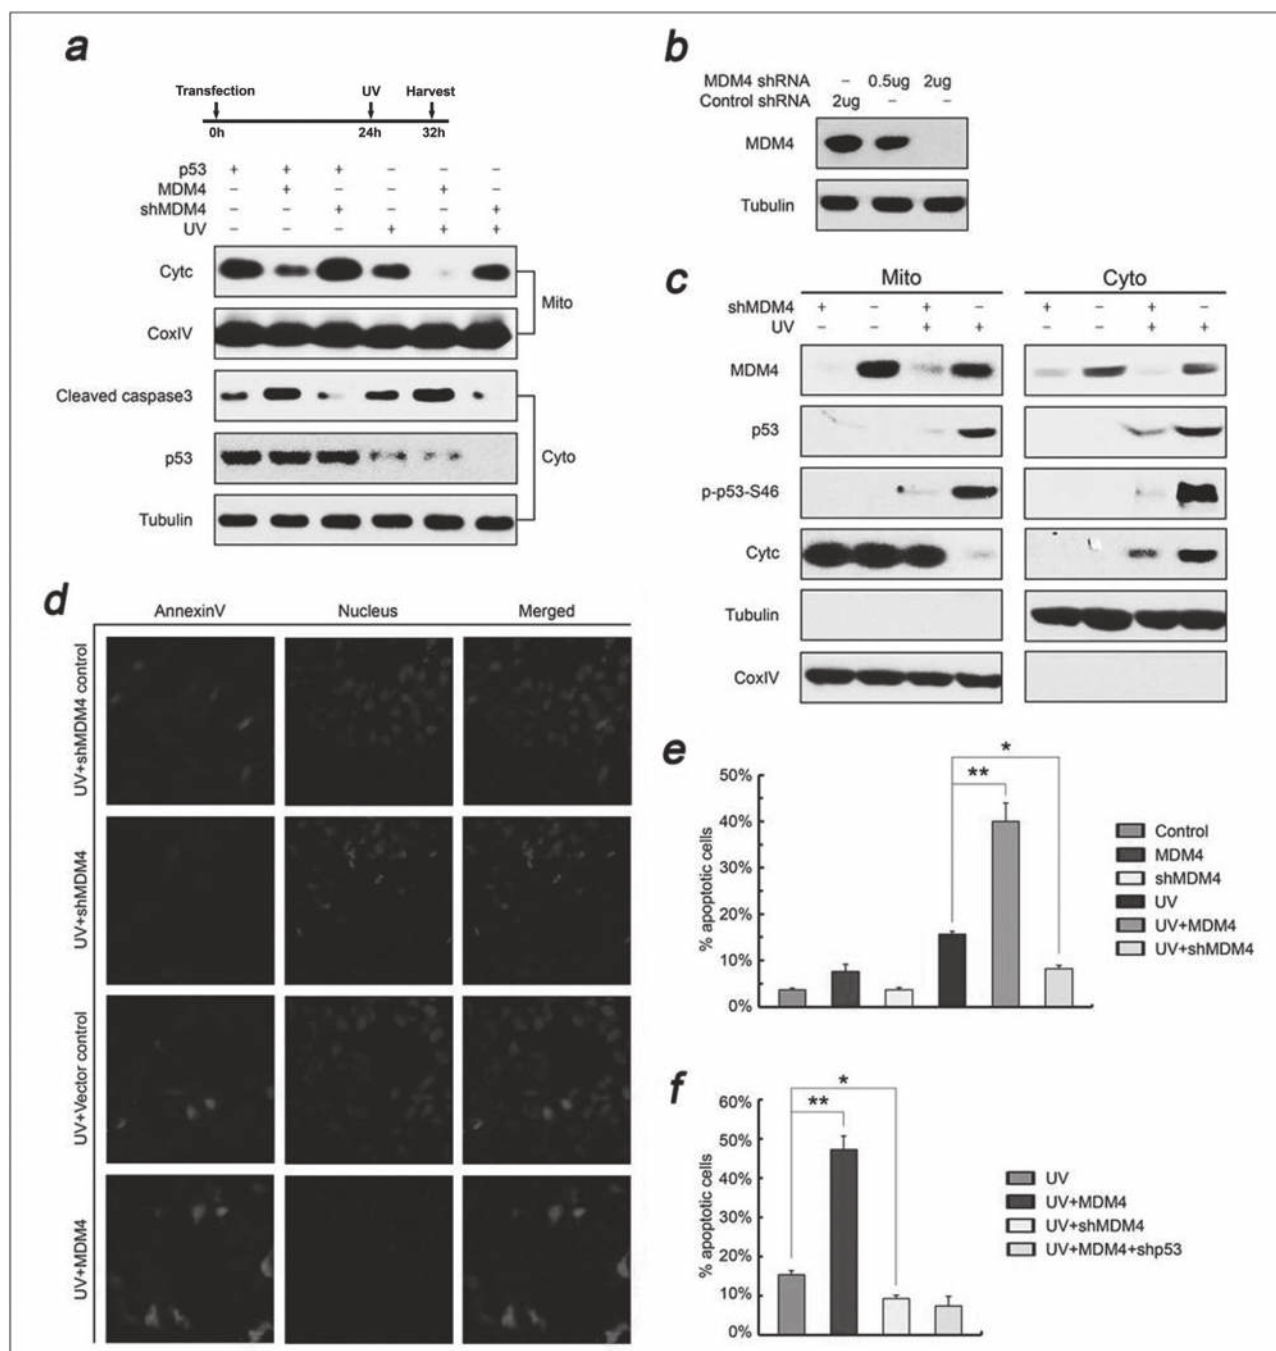 a
Transfection UV Harvest
0h 24h 32h
p53 + + + – – –
MDM4 – + – – + –
shMDM4 – – + – – +
UV – – – + + +
Cytc
Mito
CoxIV
Cleaved caspase3
p53
Cyto
Tubulin
b
MDM4 shRNA – 0.5ug 2ug
Control shRNA 2ug – –
MDM4
Tubulin
c
Mito Cyto
shMDM4 + – + – + – + –
UV – – + + – – + +
MDM4
p53
p-p53-S46
Cytc
Tubulin
CoxIV
d
AnnexinV Nucleus Merged
UV+shMDM4 control
UV+shMDM4
UV+Vector control
UV+MDM4
e
% apoptotic cells
50%
40%
30%
20%
10%
0%
*
**
Control
MDM4
shMDM4
UV
UV+MDM4
UV+shMDM4
f
% apoptotic cells
60%
50%
40%
30%
20%
10%
0%
*
**
UV
UV+MDM4
UV+shMDM4
UV+MDM4+shp53